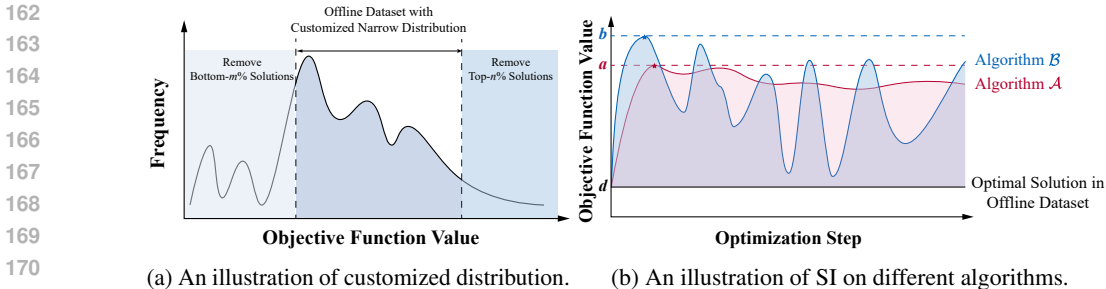 162
163
164
165
166
167
168
169
170
Offline Dataset with
Customized Narrow Distribution
Remove
Bottom-m% Solutions
Remove
Top-n% Solutions
Frequency
Objective Function Value
(a) An illustration of customized distribution.
Objective Function Value
b
a
d
Algorithm B
Algorithm A
Optimal Solution in
Offline Dataset
Optimization Step
(b) An illustration of SI on different algorithms.